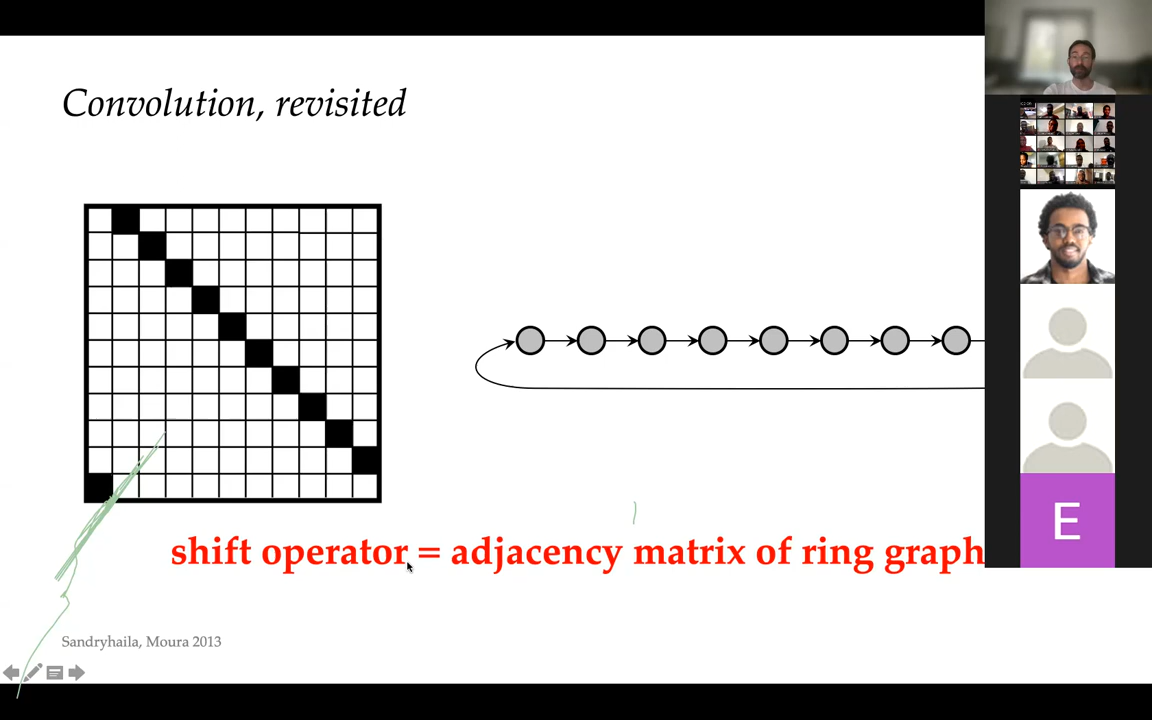 Convolution, revisited
shift operator = adjacency matrix of ring graph
Sandryhaila, Moura 2013
E